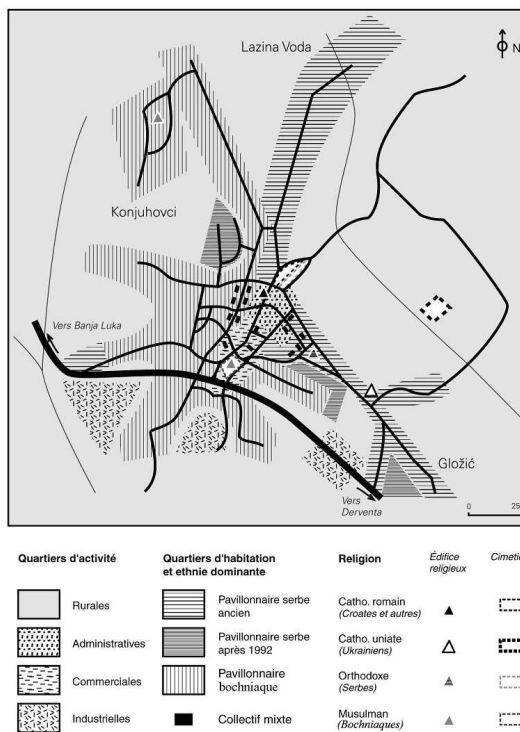 Lazina Voda
N
Konjuhovci
Vers Banja Luka
Gložić
Vers
Derventa
0
Quartiers d'activité
Rurales
Administratives
Commerciales
Industrielles
Quartiers d'habitation
et ethnie dominante
Pavillonnaire serbe
ancien
Pavillonnaire serbe
après 1992
Pavillonnaire
bochniaque
Collectif mixte
Religion
Édifice
religieux
Catho. romain
(Croates et autres)
Catho. uniate
(Ukrainiens)
Orthodoxe
(Serbes)
Musulman
(Bochniaques)